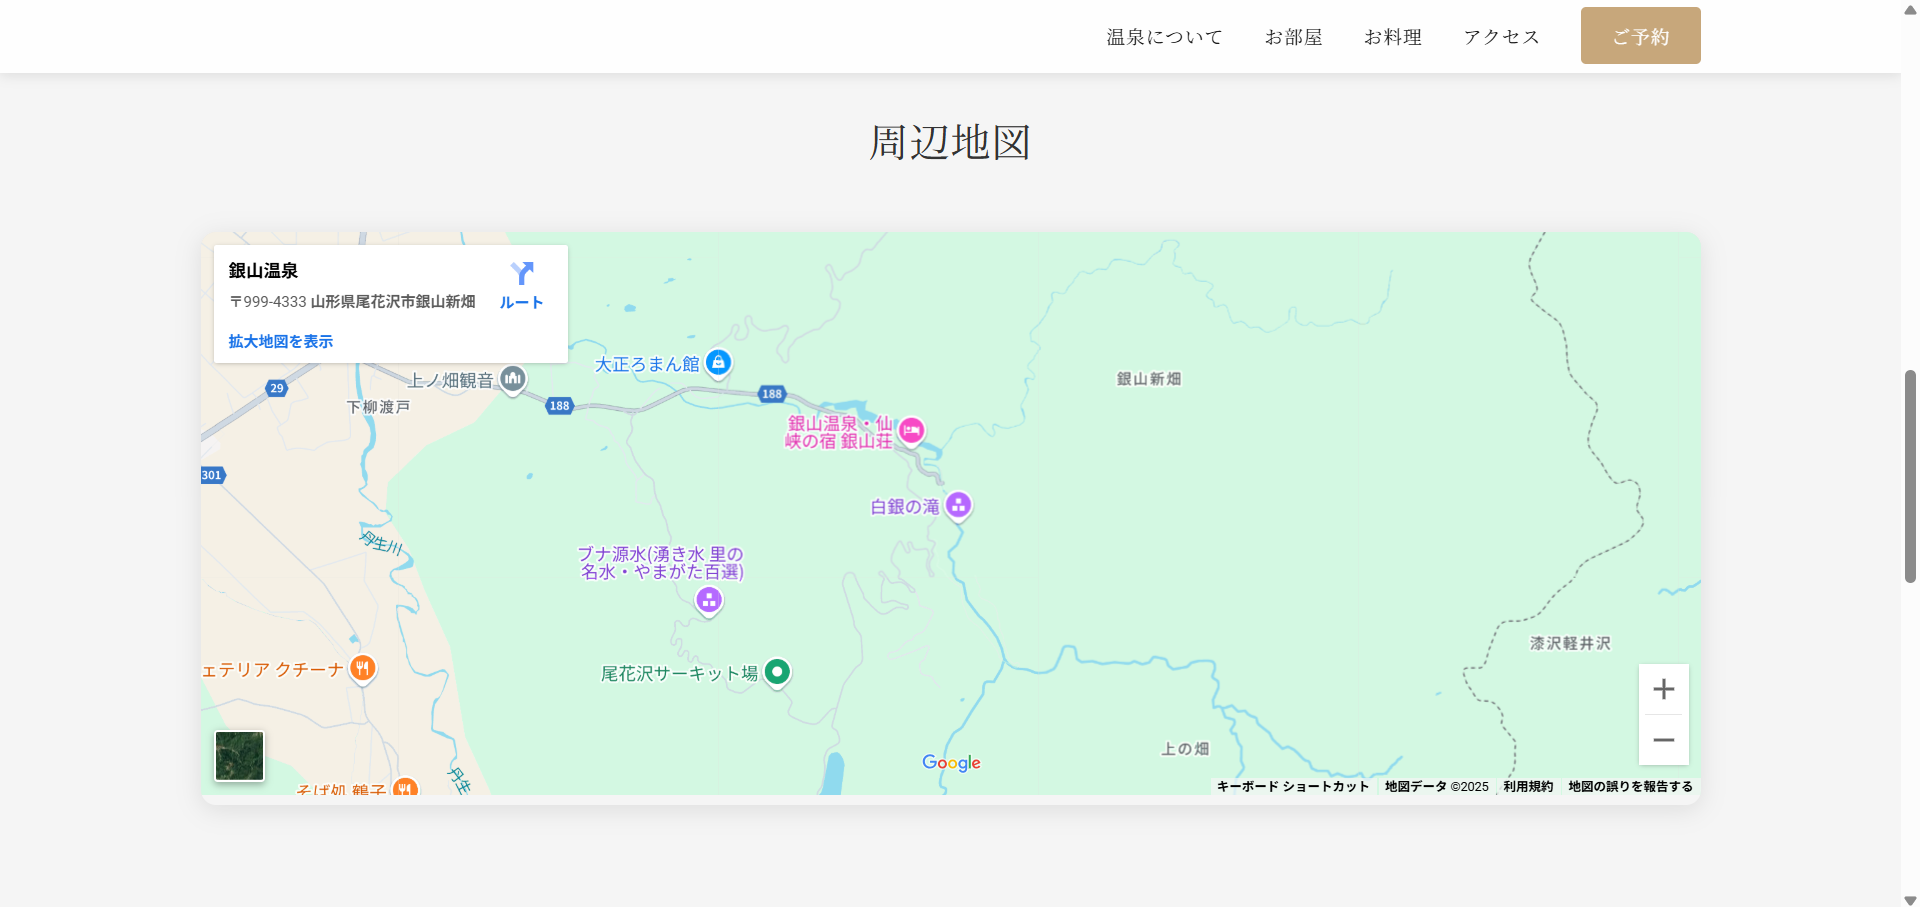 温泉について お部屋 お料理 アクセス ご予約
周辺地図
銀山温泉
〒999-4333 山形県尾花沢市銀山新畑
ルート
拡大地図を表示
大正ろまん館
上ノ畑観音
29
下柳渡戸
188
188
銀山新畑
銀山温泉・仙
峡の宿 銀山荘
301
白銀の滝
丹生川
ブナ源水(湧き水 里の
名水・やまがた百選)
漆沢軽井沢
ェテリア クチーナ
尾花沢サーキット場
上の畑
Google
丹生
そば処 鶴子
キーボード ショートカット 地図データ ©2025 利用規約 地図の誤りを報告する